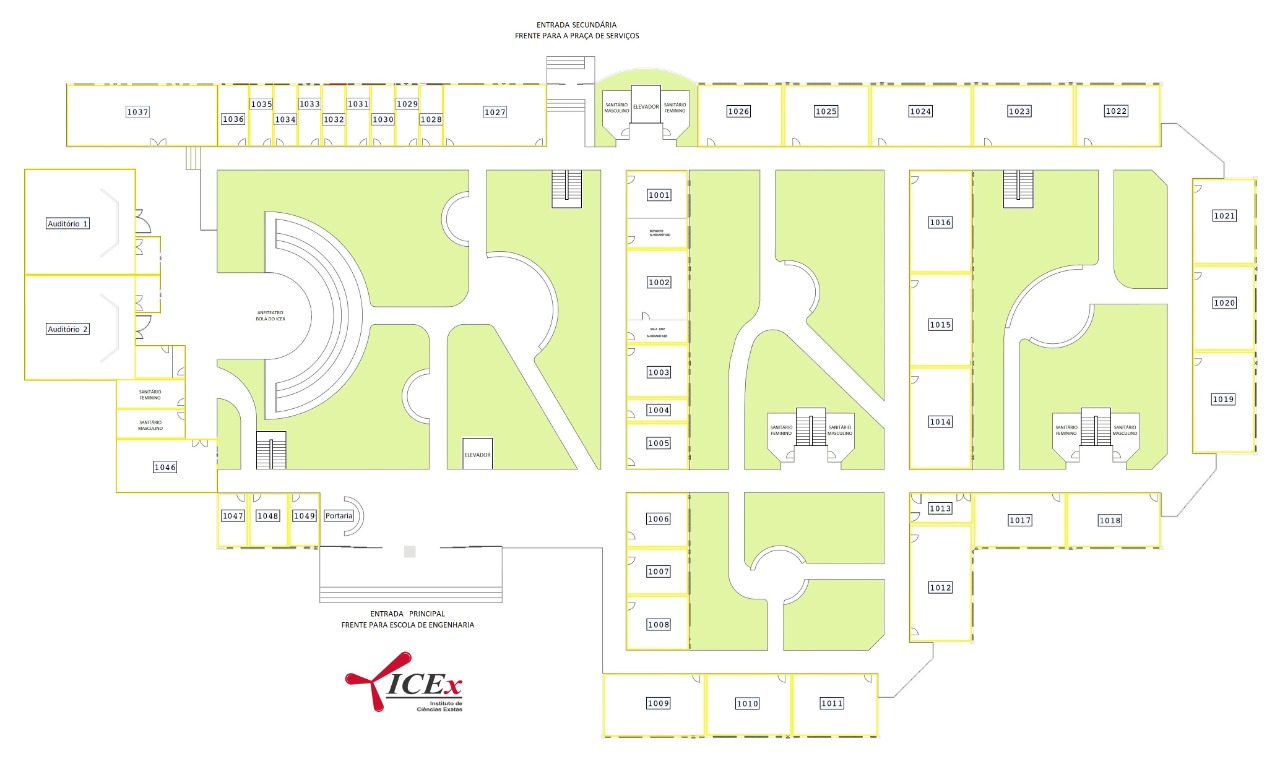 ENTRADA SECUNDÁRIA
FRENTE PARA A PRAÇA DE SERVIÇOS
1037
1036
1035
1034
1033
1032
1031
1030
1029
1028
1027
SANITÁRIO
MASCULINO
ELEVADOR
SANITÁRIO
FEMININO
1026
1025
1024
1023
1022
Auditório 1
Auditório 2
ANFITEATRO
BOLA DO ICEX
1001
1002
1003
1004
1005
1016
1015
1014
1021
1020
1019
SANITÁRIO
FEMININO
SANITÁRIO
MASCULINO
SANITÁRIO
FEMININO
SANITÁRIO
MASCULINO
SANITÁRIO
FEMININO
SANITÁRIO
MASCULINO
ELEVADOR
1046
1047
1048
1049
Portaria
1006
1007
1008
1013
1012
1017
1018
ENTRADA PRINCIPAL
FRENTE PARA ESCOLA DE ENGENHARIA
ICEx
Instituto de
Ciências Exatas
1009
1010
1011